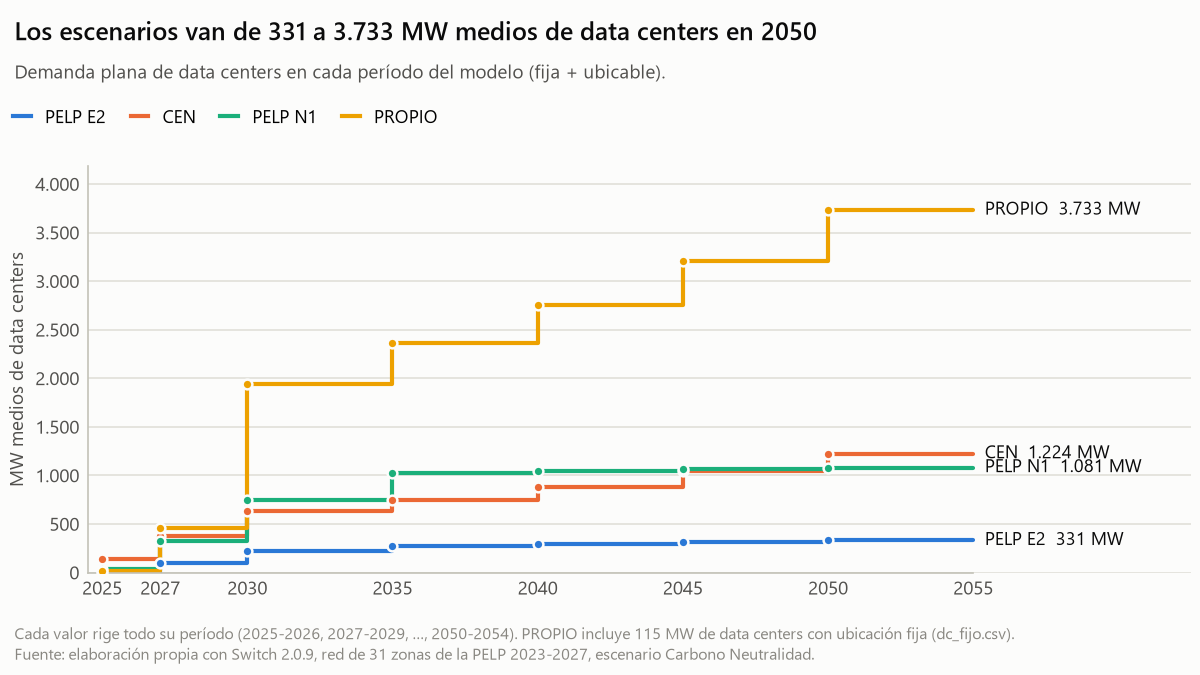 Los escenarios van de 331 a 3.733 MW medios de data centers en 2050
Demanda plana de data centers en cada período del modelo (fija + ubicable).
PELP E2 CEN PELP N1 PROPIO
MW medios de data centers
4.000
3.500
3.000
2.500
2.000
1.500
1.000
500
0
PROPIO 3.733 MW
CEN 1.224 MW
PELP N1 1.081 MW
PELP E2 331 MW
2025 2027 2030 2035 2040 2045 2050 2055
Cada valor rige todo su período (2025-2026, 2027-2029, ..., 2050-2054). PROPIO incluye 115 MW de data centers con ubicación fija (dc_fijo.csv).
Fuente: elaboración propia con Switch 2.0.9, red de 31 zonas de la PELP 2023-2027, escenario Carbono Neutralidad.